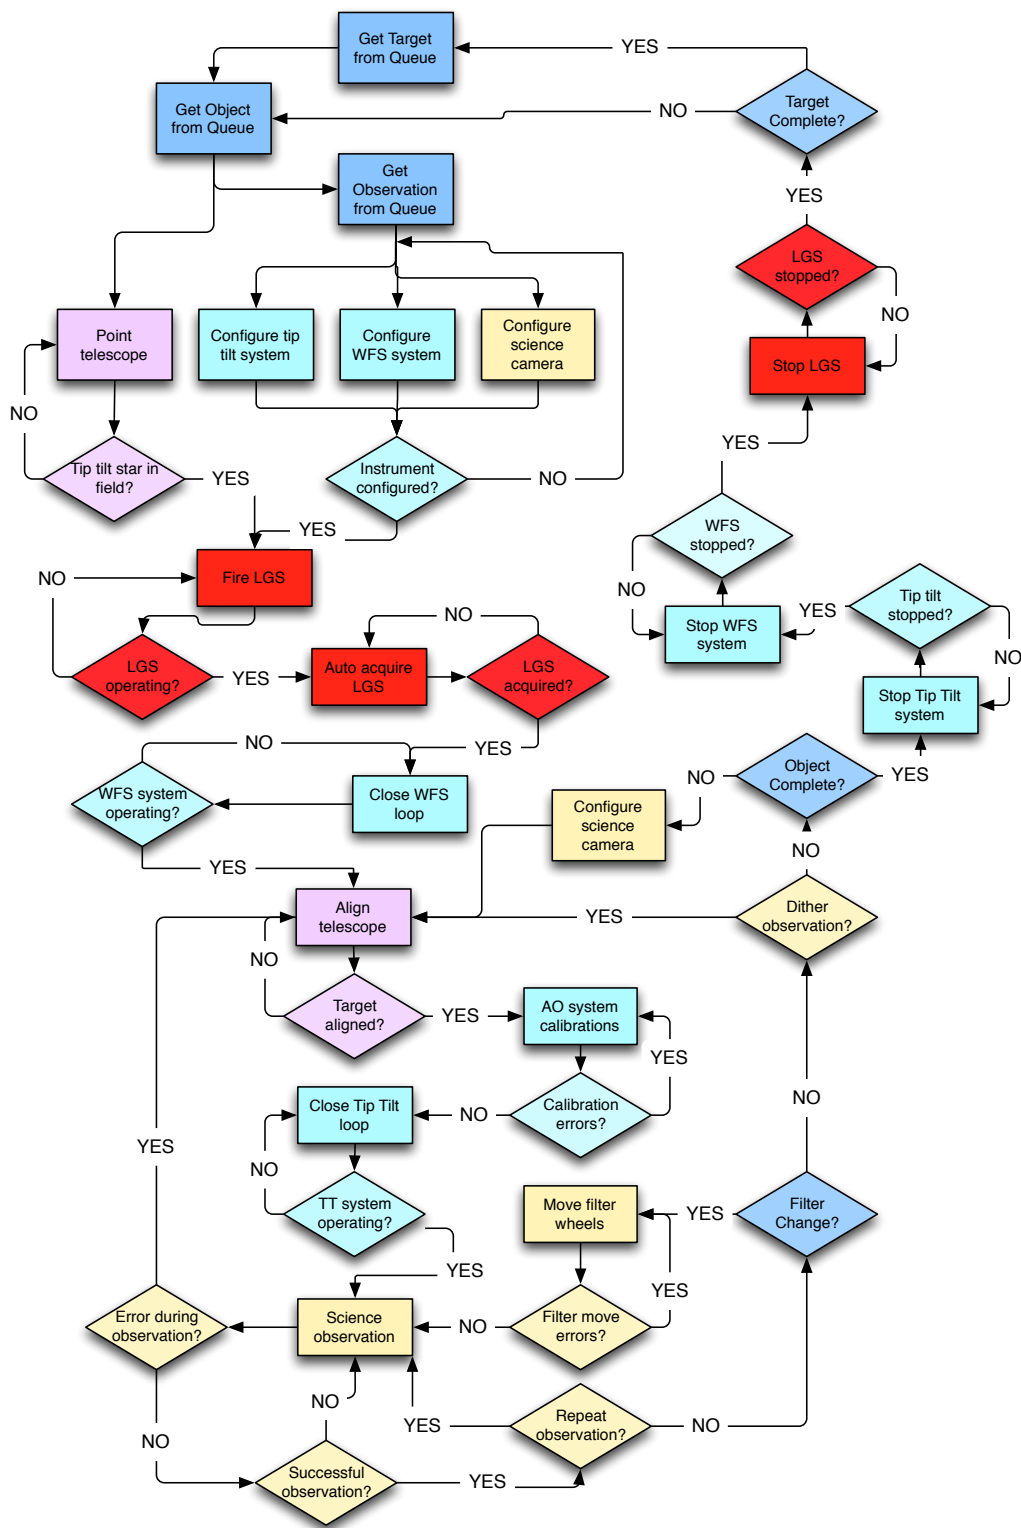 Get Target
from Queue
YES
Get Object
from Queue
NO
Target
Complete?
Get
Observation
from Queue
YES
LGS
stopped?
NO
Point
telescope
Configure tip
tilt system
Configure
WFS system
Configure
science
camera
Stop LGS
NO
YES
Tip tilt star in
field?
YES
Instrument
configured?
NO
YES
WFS
stopped?
Fire LGS
NO
NO
Tip tilt
stopped?
YES
Stop WFS
system
NO
LGS
operating?
YES
Auto acquire
LGS
LGS
acquired?
NO
Stop Tip Tilt
system
NO
YES
WFS system
operating?
Close WFS
loop
NO
Object
Complete?
YES
Configure
science
camera
YES
NO
Align
telescope
YES
Dither
observation?
NO
Target
aligned?
YES
AO system
calibrations
YES
Close Tip Tilt
loop
NO
Calibration
errors?
NO
YES
NO
TT system
operating?
Move filter
wheels
YES
Filter
Change?
YES
YES
Error during
observation?
Science
observation
NO
Filter move
errors?
NO
YES
Repeat
observation?
NO
NO
Successful
observation?
YES